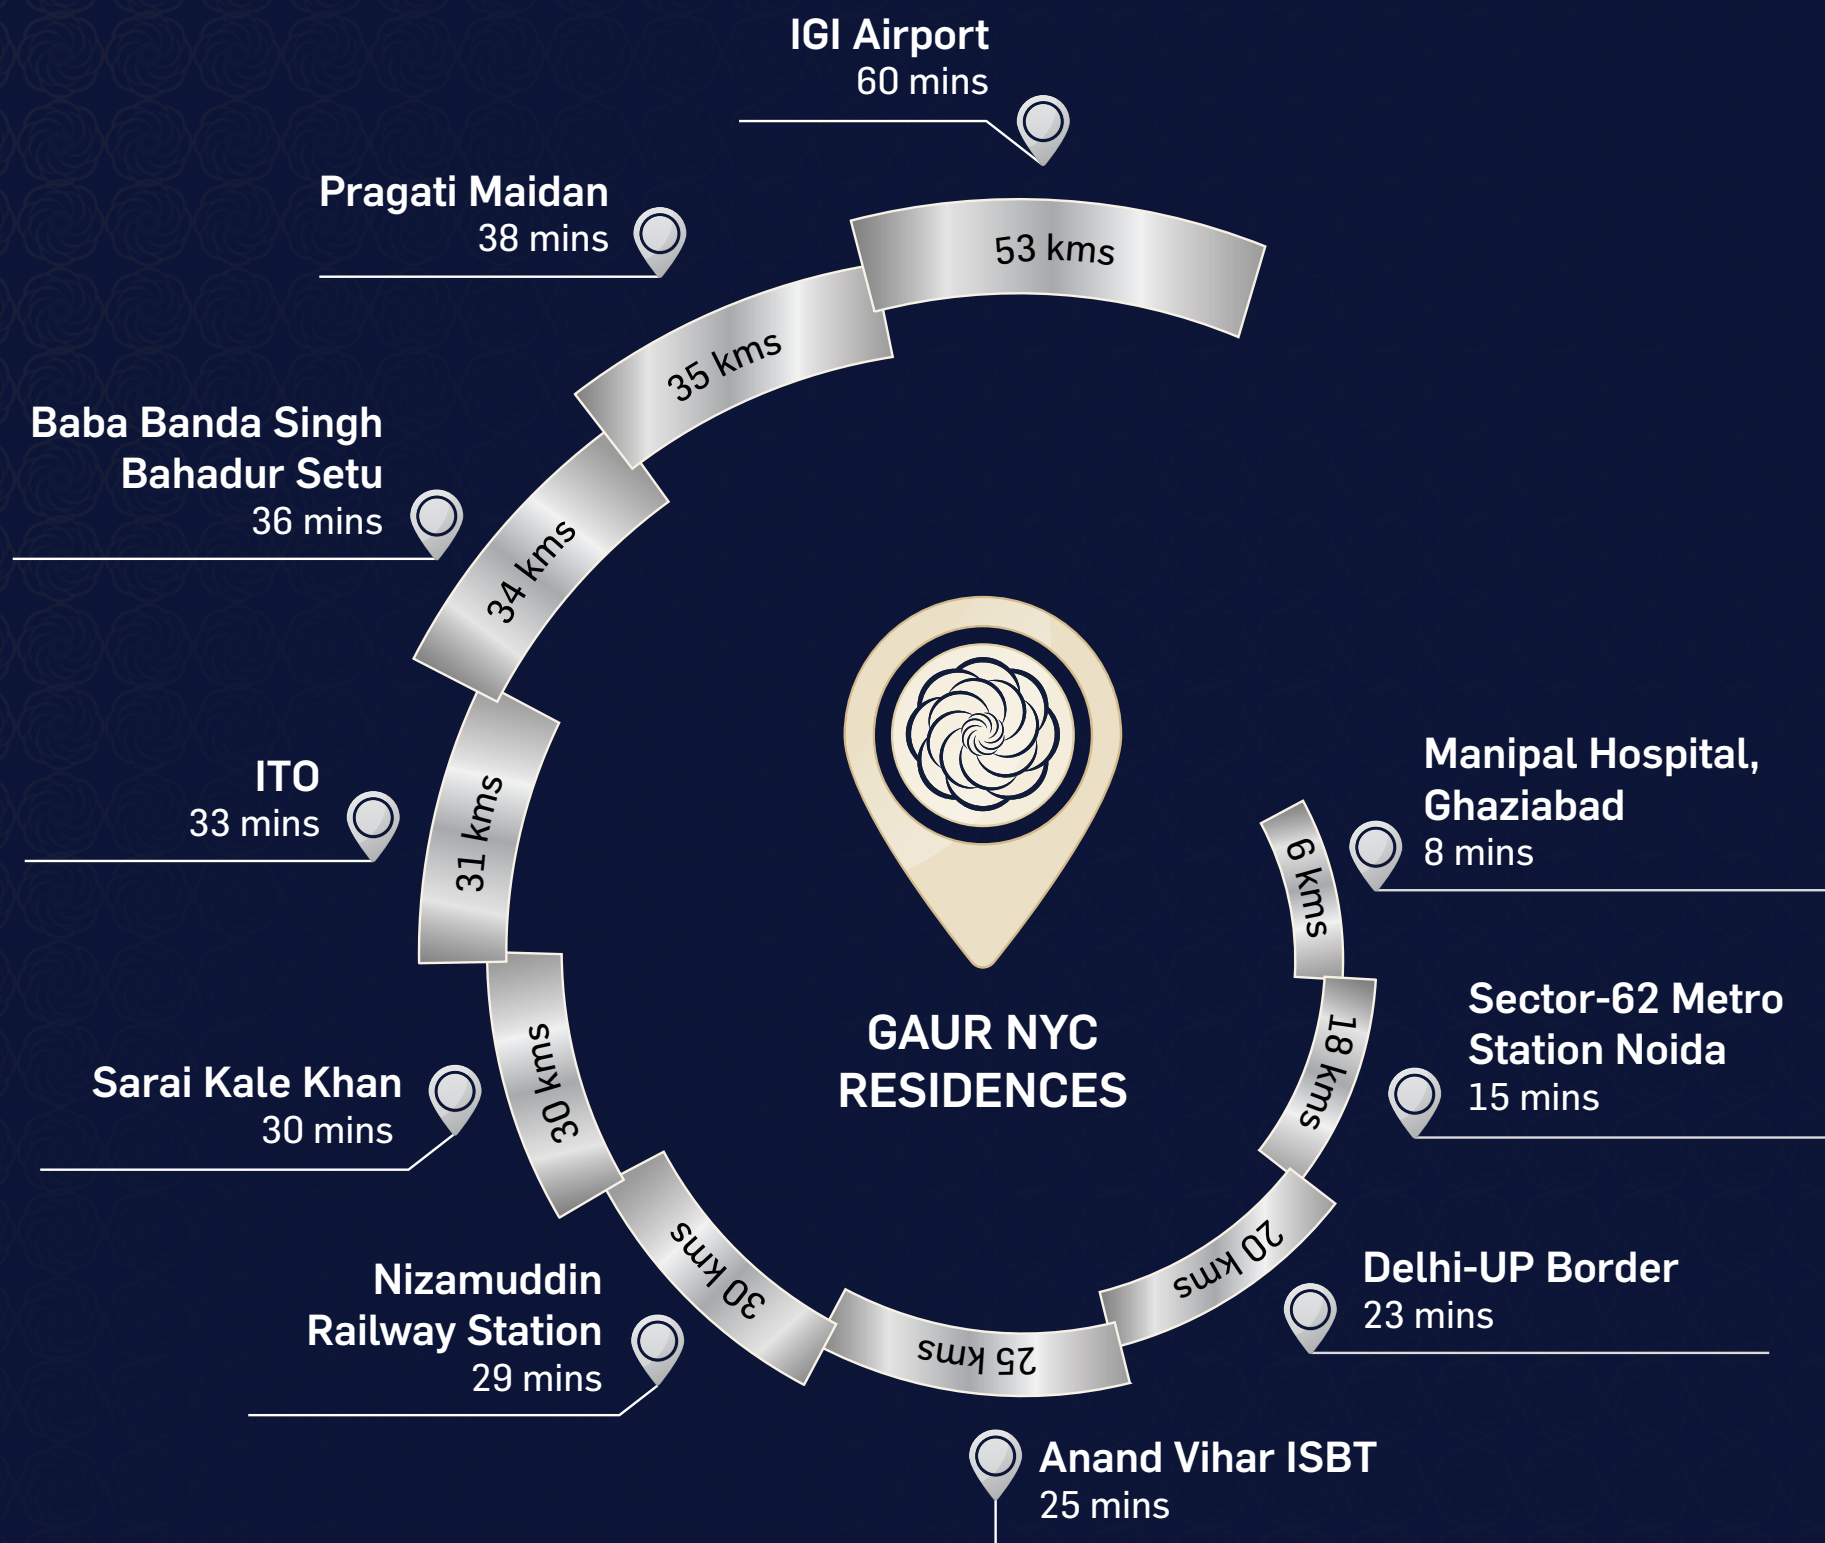 IGI Airport
60 mins
53 kms
Pragati Maidan
38 mins
35 kms
Baba Banda Singh
Bahadur Setu
36 mins
34 kms
ITO
33 mins
31 kms
Sarai Kale Khan
30 mins
30 kms
Nizamuddin
Railway Station
29 mins
30 kms
Anand Vihar ISBT
25 mins
25 kms
Delhi-UP Border
23 mins
20 kms
Sector-62 Metro
Station Noida
15 mins
18 kms
Manipal Hospital,
Ghaziabad
8 mins
6 kms
GAUR NYC
RESIDENCES